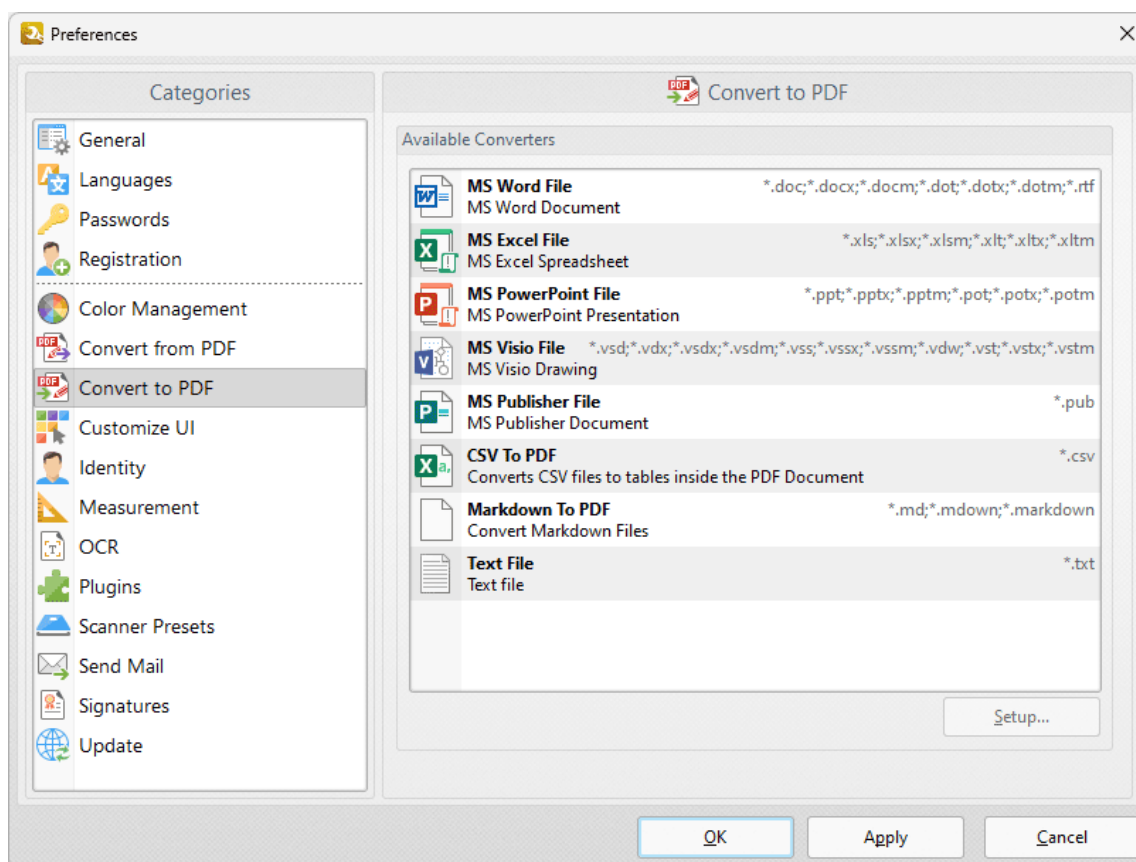 Preferences
Categories
General
Languages
Passwords
Registration
Color Management
Convert from PDF
Convert to PDF
Customize UI
Identity
Measurement
OCR
Plugins
Scanner Presets
Send Mail
Signatures
Update
Convert to PDF
Available Converters
MS Word File *.doc;*.docx;*.docm;*.dot;*.dotx;*.dotm;*.rtf
MS Word Document
MS Excel File *.xls;*.xlsx;*.xlsm;*.xlt;*.xltx;*.xltm
MS Excel Spreadsheet
MS PowerPoint File *.ppt;*.pptx;*.pptm;*.pot;*.potx;*.potm
MS PowerPoint Presentation
MS Visio File *.vsd;*.vdx;*.vsdx;*.vsdm;*.vss;*.vssx;*.vssm;*.vdw;*.vst;*.vstx;*.vstm
MS Visio Drawing
MS Publisher File *.pub
MS Publisher Document
CSV To PDF *.csv
Converts CSV files to tables inside the PDF Document
Markdown To PDF *.md;*.mdown;*.markdown
Convert Markdown Files
Text File *.txt
Text file
Setup...
OK Apply Cancel